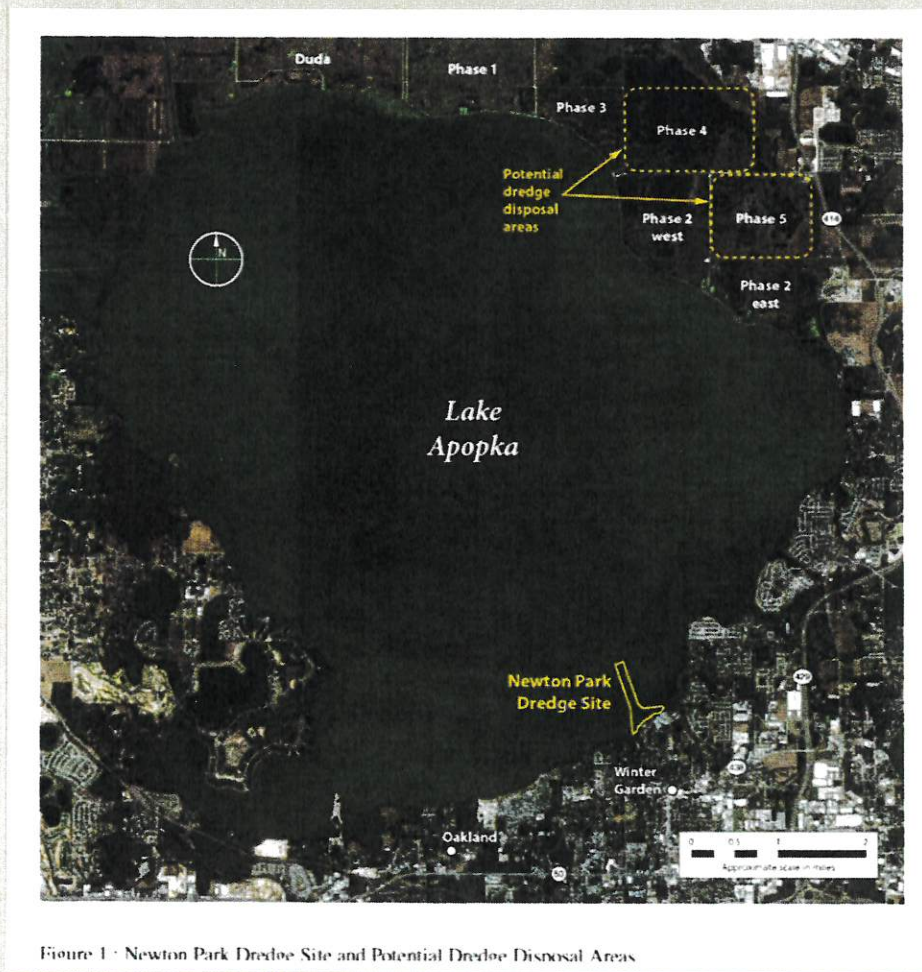 Duda
Phase 1
Phase 3
Phase 4
Potential
dredge
disposal
areas
Phase 2
west
Phase 5
414
Phase 2
east
N
Lake
Apopka
Newton Park
Dredge Site
429
Winter
Garden
438
Oakland
50
0 0.5 1 2
Approximate scale in miles
Figure 1 : Newton Park Dredge Site and Potential Dredge Disposal Areas